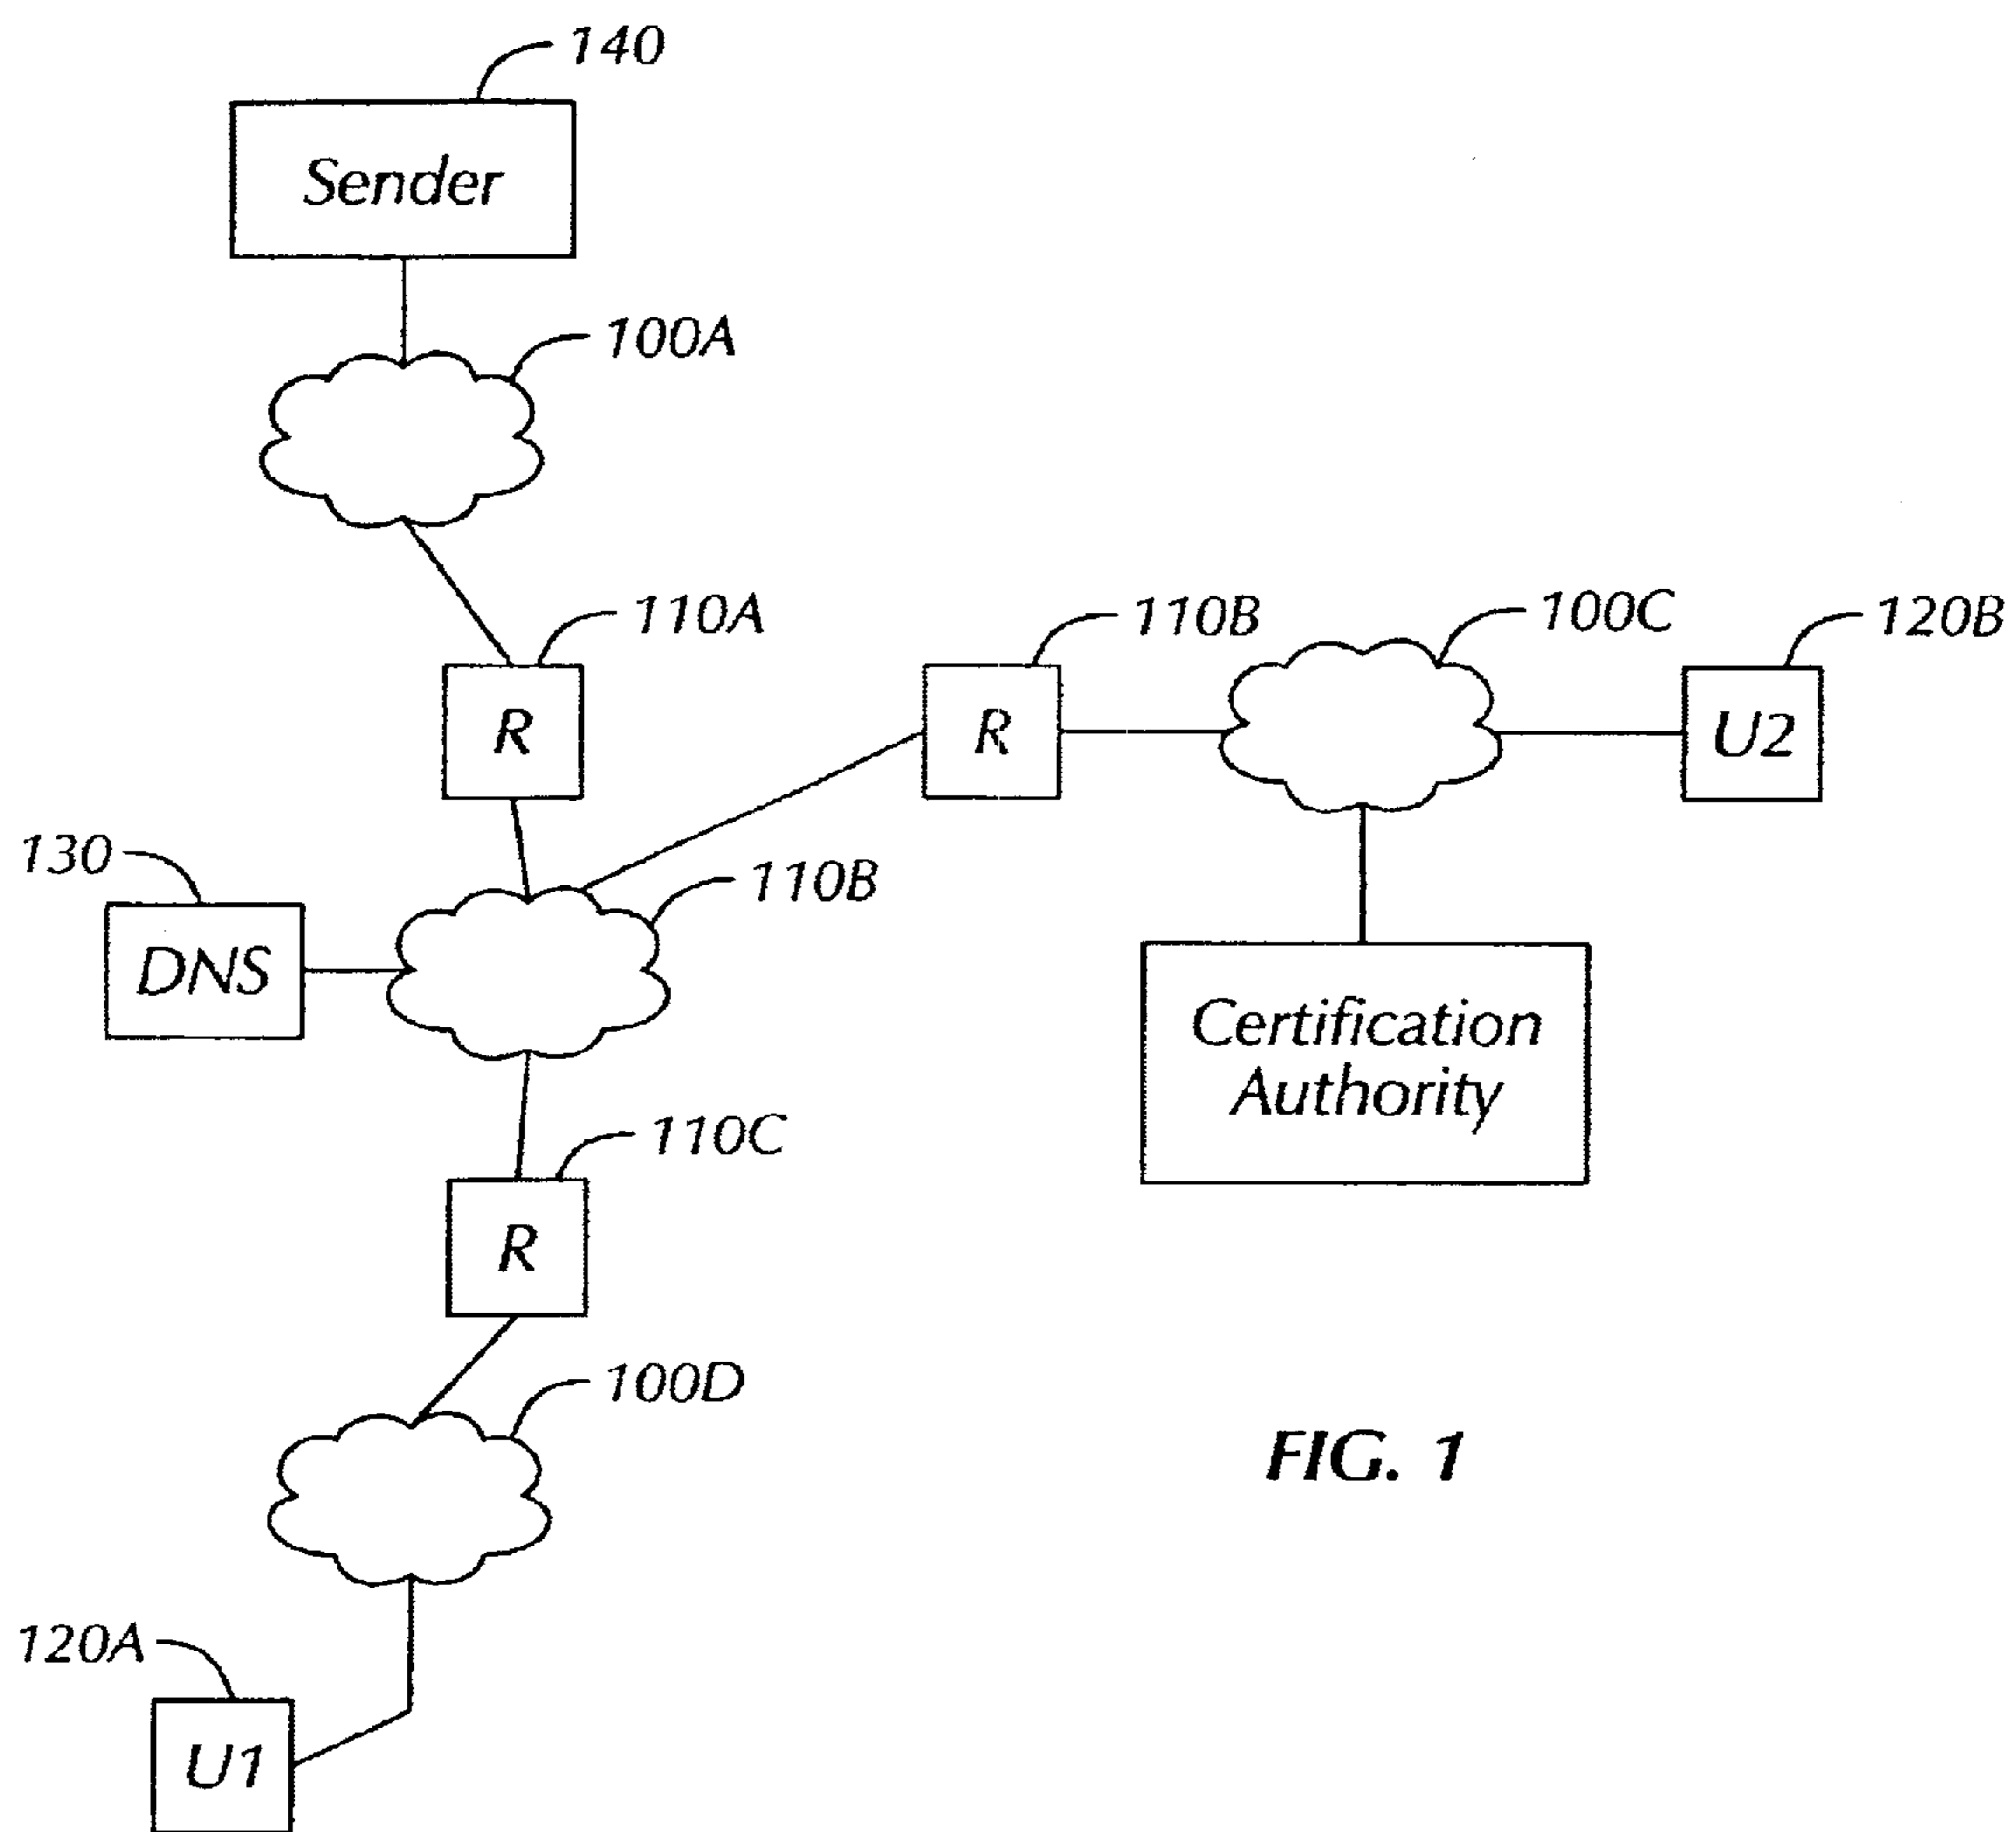 140
Sender
100A
110A
110B
100C
120B
R
R
U2
130
110B
DNS
Certification
Authority
110C
R
100D
FIG. 1
120A
U1